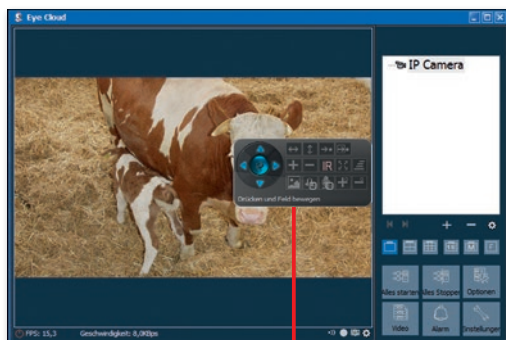 Eye Cloud
IP Camera
IR
Drücken und Feld bewegen
Alles starten
Alles Stoppen
Optionen
Video
Alarm
Einstellungen
FPS: 15,3
Geschwindigkeit: 8,0KBps